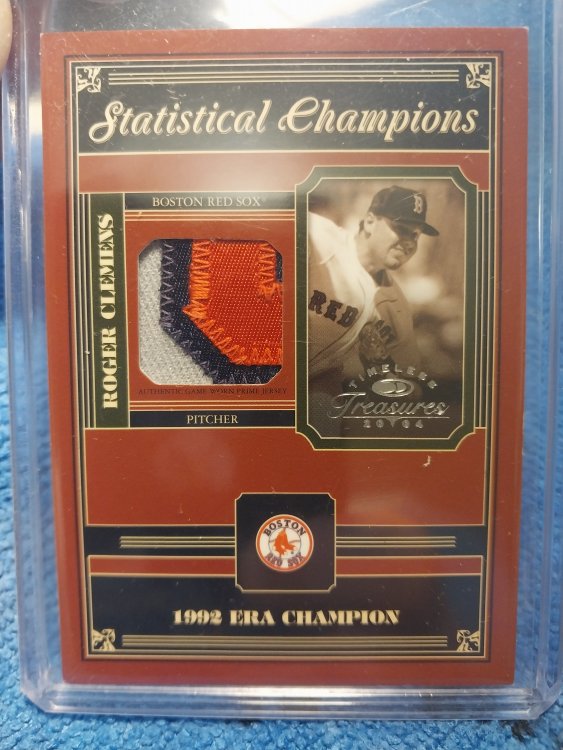 Statistical Champions
BOSTON RED SOX
ROGER CLEMENS
AUTHENTIC GAME-WORN PRIME JERSEY
PITCHER
B
RED
TIMELESS
Treasures
2004
BOSTON
RED SOX
1992 ERA CHAMPION